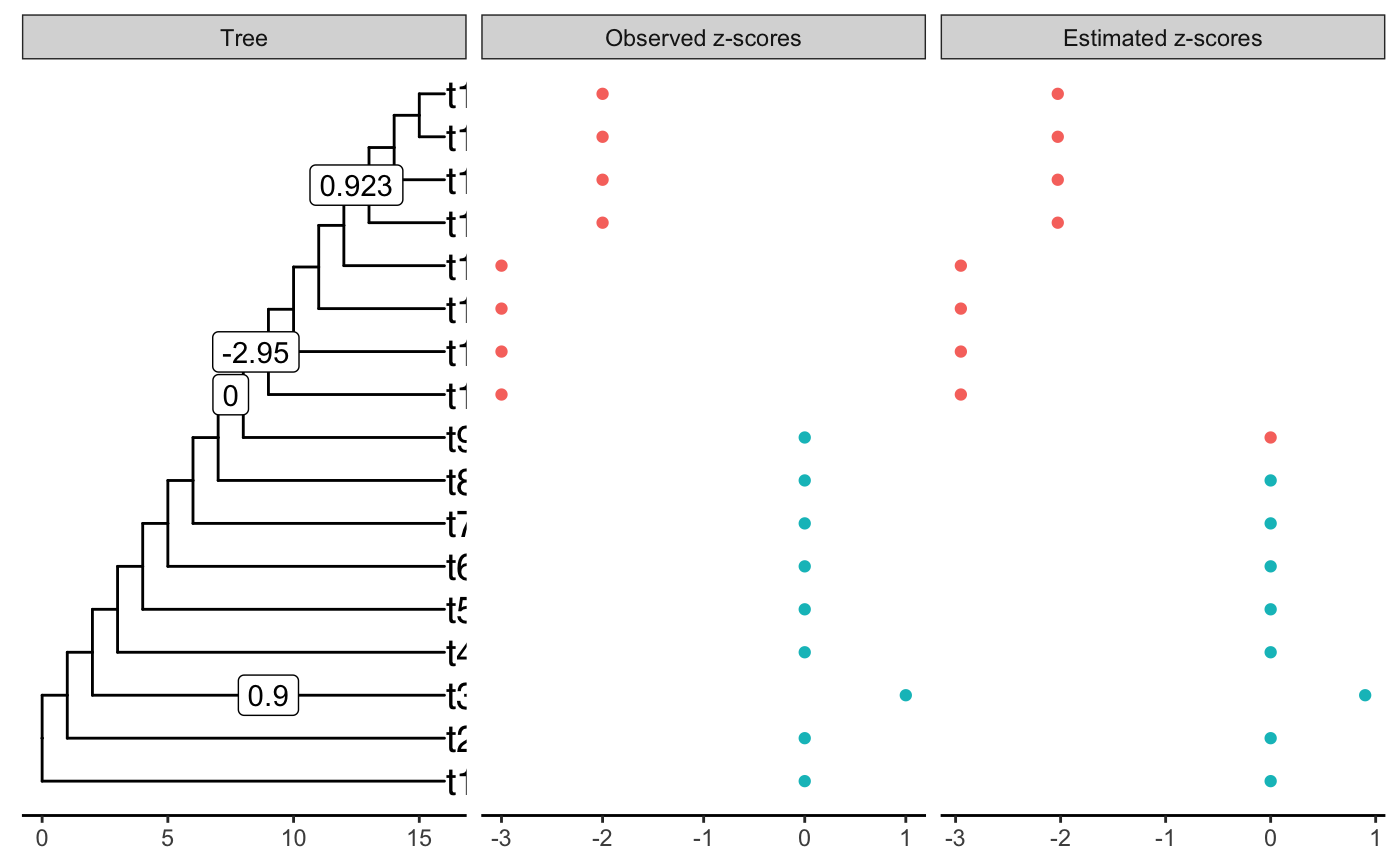 Tree
Observed z-scores
Estimated z-scores
t1
t1
t1
0.923
t1
t1
t1
t1
-2.95
t1
0
t9
t8
t7
t6
t5
t4
t3
0.9
t2
t1
0 5 10 15
-3 -2 -1 0 1
-3 -2 -1 0 1